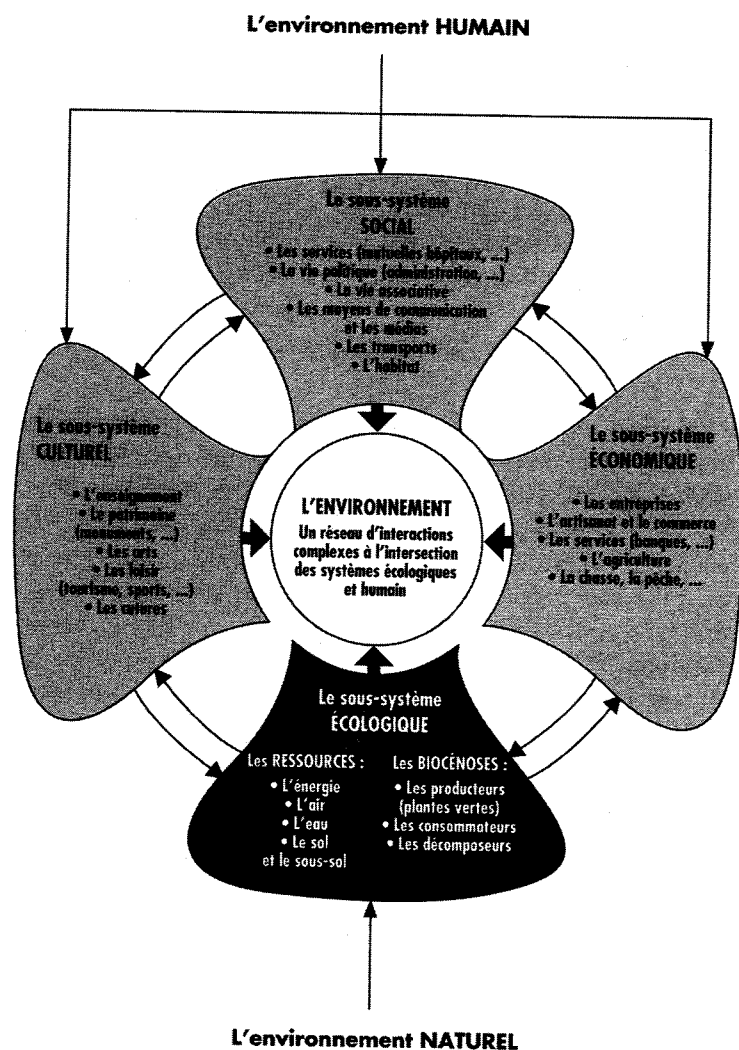 L'environnement HUMAIN
Le sous-système
SOCIAL
• Les services (mutuelles hôpitaux, ...)
• La vie politique (administration, ...)
• La vie associative
• Les moyens de communication
et les médias
• Les transports
• L'habitat
Le sous-système
CULTUREL
• L'enseignement
• Le patrimoine
(monuments, ...)
• Les arts
• Les loisir
(tourisme, sports, ...)
• Les cutures
Le sous-système
ÉCONOMIQUE
• Les entreprises
• L'artisanat et le commerce
• Les services (banques, ...)
• L'agriculture
• La chasse, la pêche, ...
L'ENVIRONNEMENT
Un réseau d'interactions
complexes à l'intersection
des systèmes écologiques
et humain
Le sous-système
ÉCOLOGIQUE
Les RESSOURCES :
• L'énergie
• L'air
• L'eau
• Le sol
et le sous-sol
Les BIOCÉNOSES :
• Les producteurs
(plantes vertes)
• Les consommateurs
• Les décomposeurs
L'environnement NATUREL